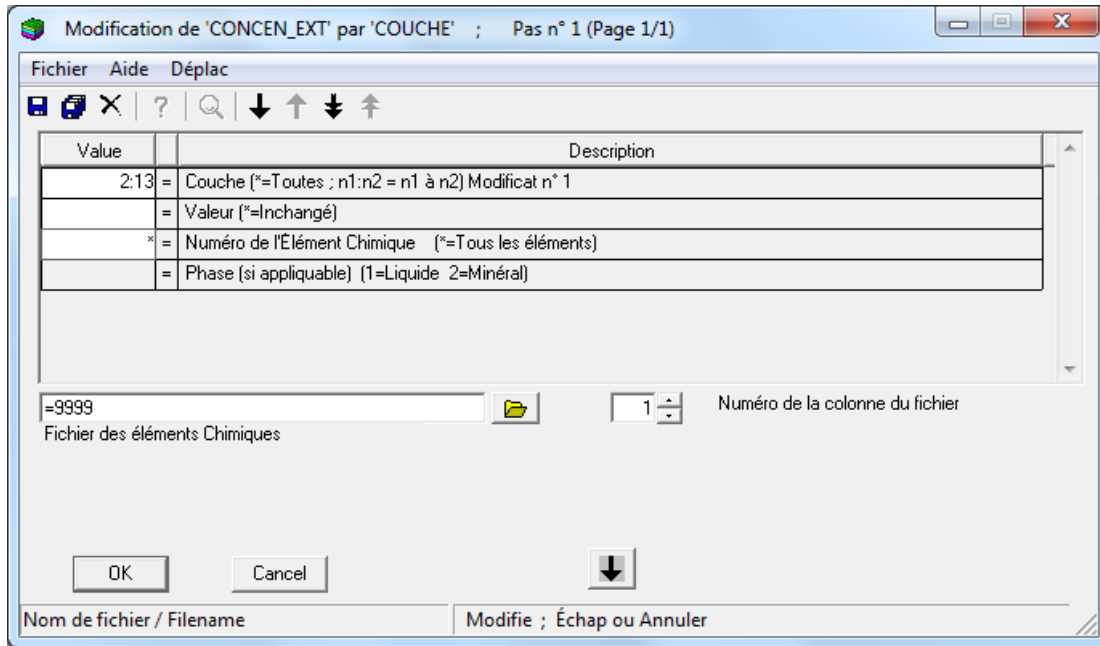 Modification de 'CONCEN_EXT' par 'COUCHE' ; Pas n° 1 (Page 1/1)
Fichier Aide Déplac
Value Description
2:13 = Couche (*=Toutes ; n1:n2 = n1 à n2) Modificat n° 1
= Valeur (*=Inchangé)
* = Numéro de l'Élément Chimique (*=Tous les éléments)
= Phase (si appliquable) (1=Liquide 2=Minéral)
=9999 1 Numéro de la colonne du fichier
Fichier des éléments Chimiques
OK Cancel
Nom de fichier / Filename Modifie ; Échap ou Annuler